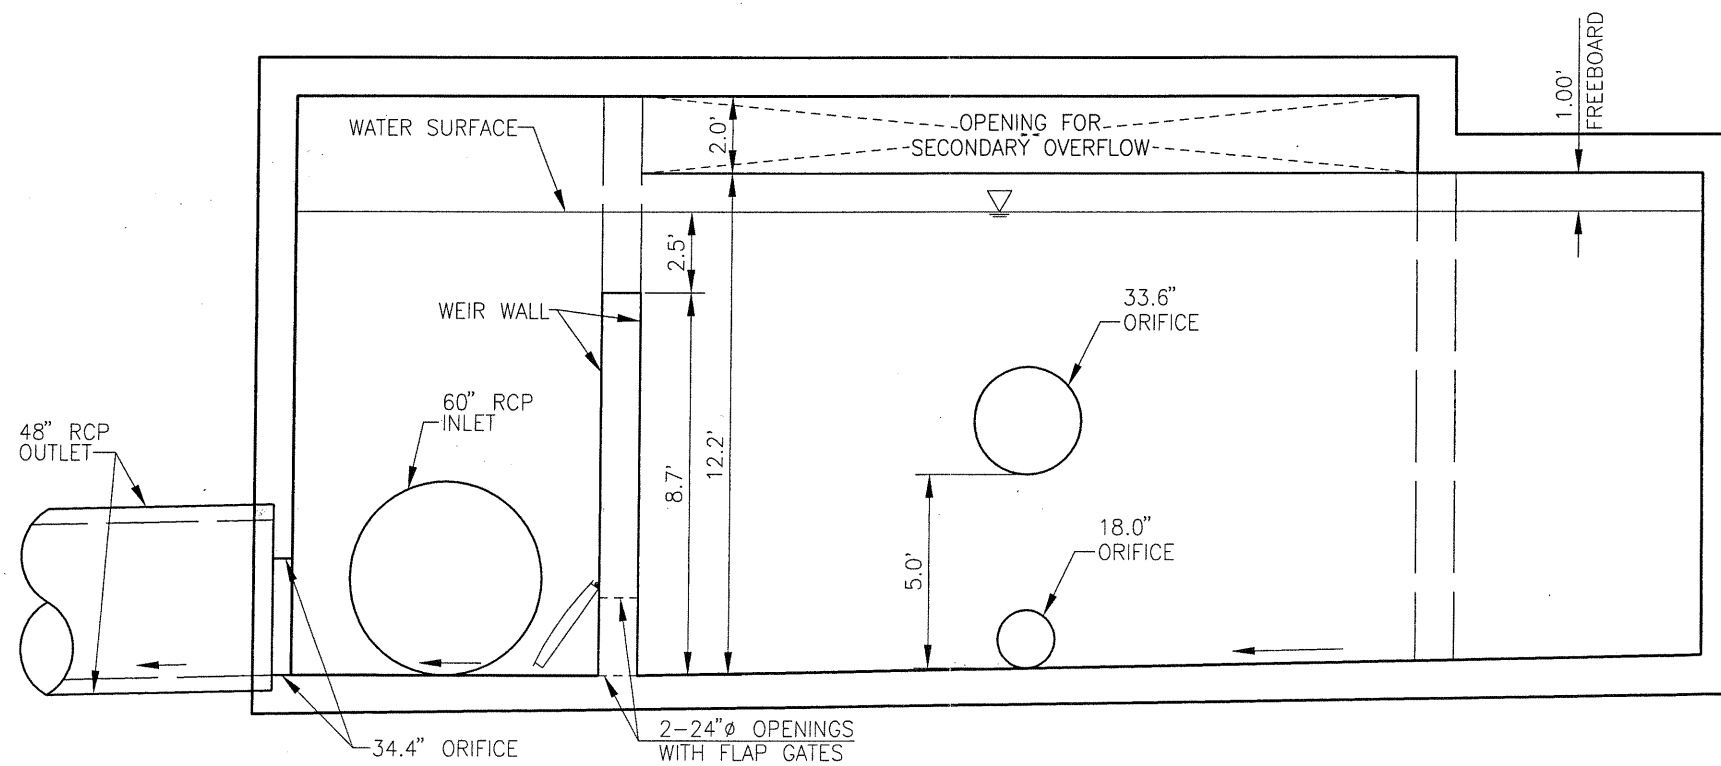 1.00'
FREEBOARD
WATER SURFACE
2.0'
OPENING FOR
SECONDARY OVERFLOW
2.5'
WEIR WALL
33.6"
ORIFICE
60" RCP
INLET
48" RCP
OUTLET
8.7'
12.2'
5.0'
18.0"
ORIFICE
34.4" ORIFICE
2-24"ø OPENINGS
WITH FLAP GATES